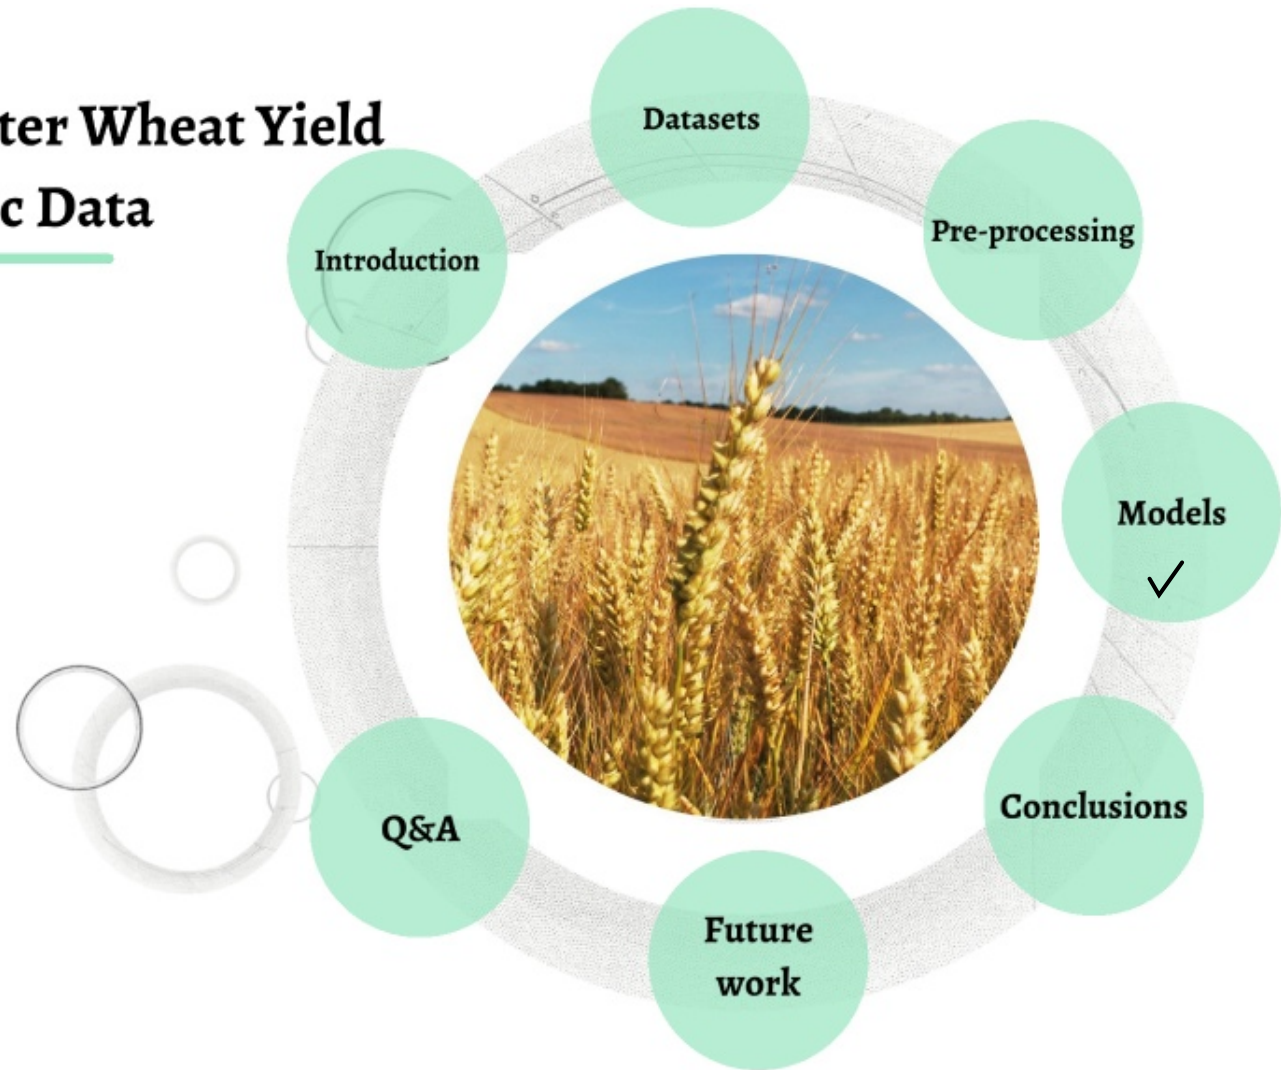 ter Wheat Yield
c Data
Introduction
Datasets
Pre-processing
Models
Conclusions
Future
work
Q&A